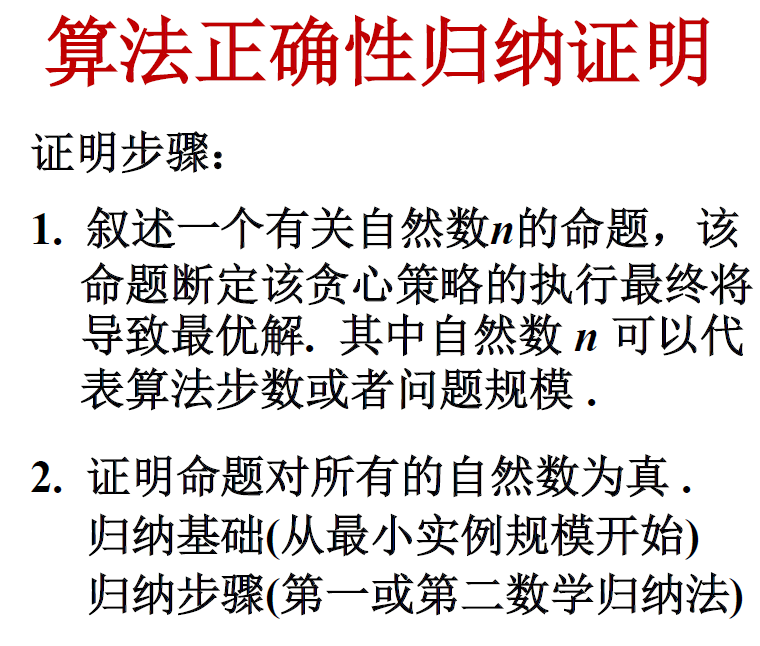 算法正确性归纳证明
证明步骤：
1. 叙述一个有关自然数n的命题，该
命题断定该贪心策略的执行最终将
导致最优解. 其中自然数 n 可以代
表算法步数或者问题规模 .
2. 证明命题对所有的自然数为真 .
归纳基础(从最小实例规模开始)
归纳步骤(第一或第二数学归纳法)